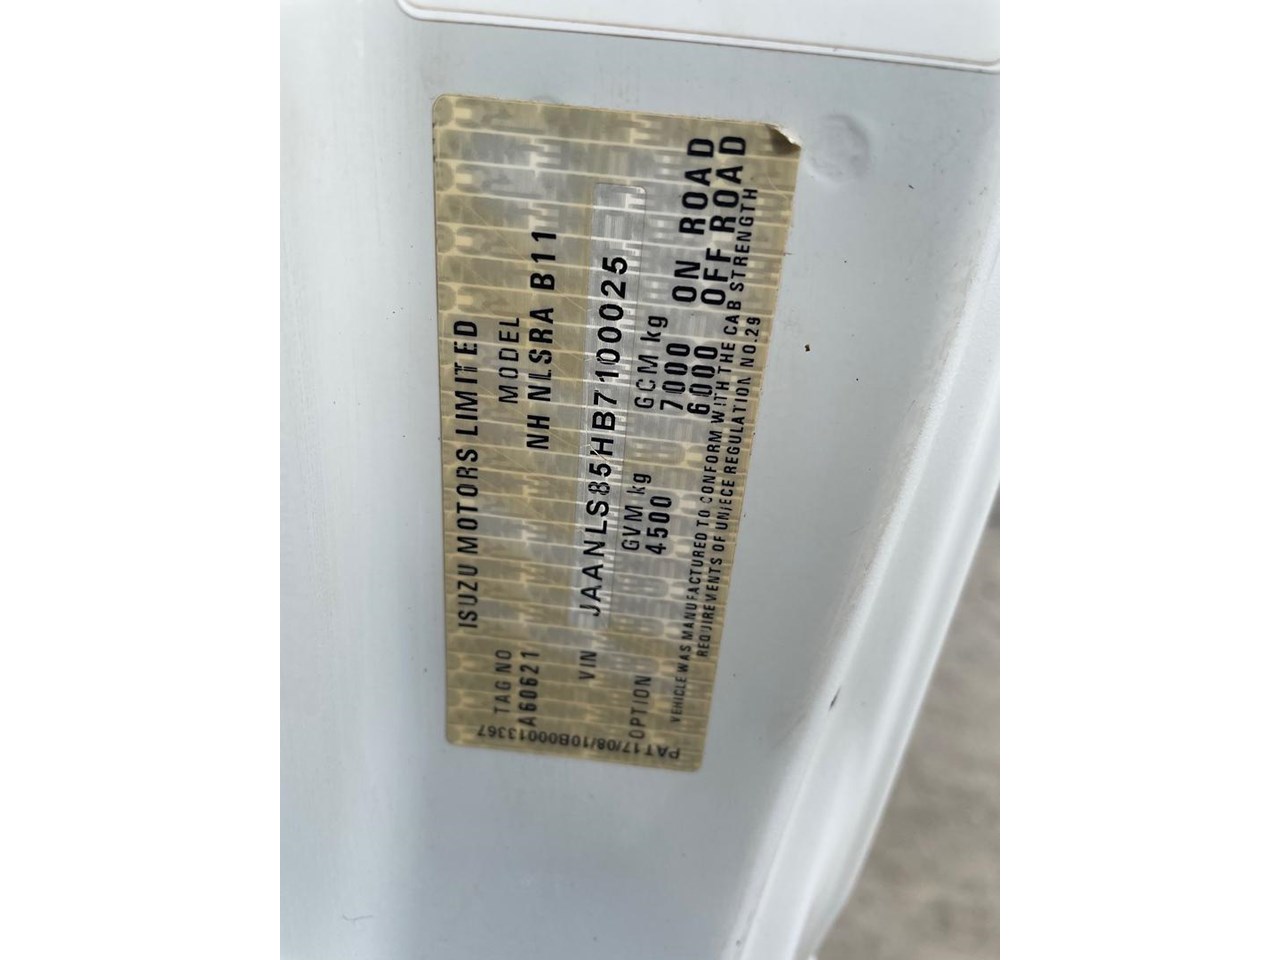 ISUZU MOTORS LIMITED
TAG NO MODEL
A60621 NH NLSRA B11
VIN JAANLS85HB7100025
OPTION GVM kg GCM kg
4500 7000 ON ROAD
6000 OFF ROAD
VEHICLE WAS MANUFACTURED TO CONFORM WITH THE CAB STRENGTH
REQUIREMENTS OF UN/ECE REGULATION NO.29
PAT17/08/10B00013367